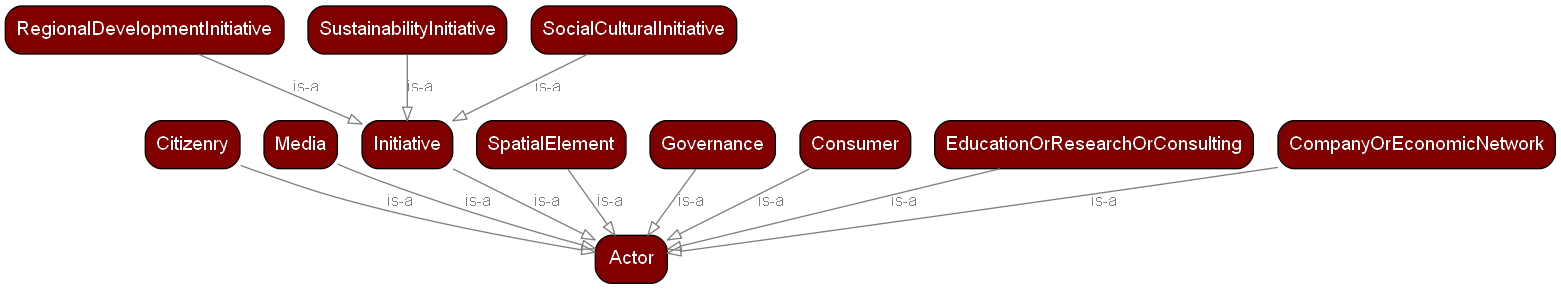 RegionalDevelopmentInitiative
SustainabilityInitiative
SocialCulturalInitiative
is-a
is-a
is-a
Citizenry
Media
Initiative
SpatialElement
Governance
Consumer
EducationOrResearchOrConsulting
CompanyOrEconomicNetwork
is-a
is-a
is-a
is-a
is-a
is-a
is-a
is-a
Actor